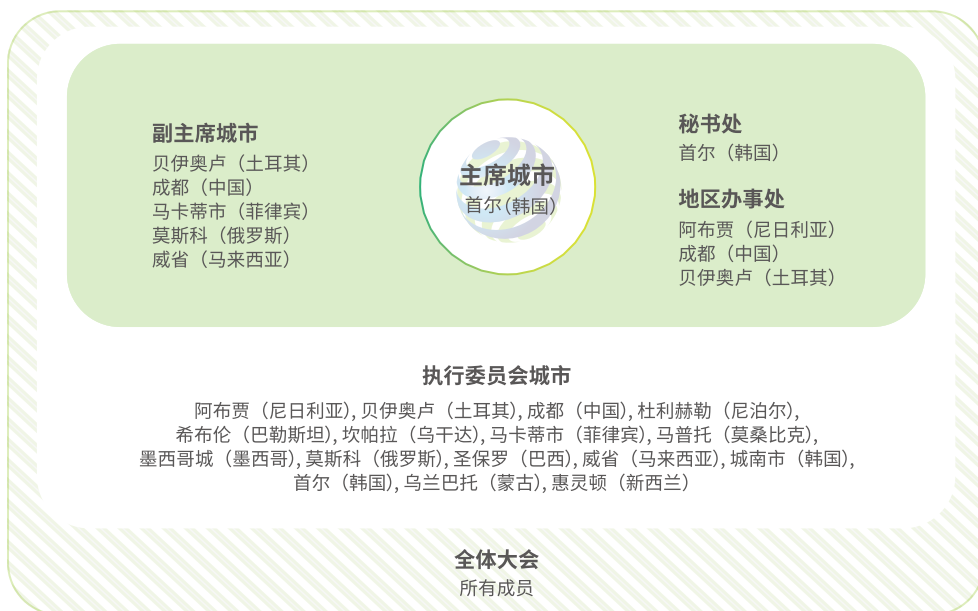 副主席城市
贝伊奥卢（土耳其）
成都（中国）
马卡蒂市（菲律宾）
莫斯科（俄罗斯）
威省（马来西亚）
主席城市
首尔(韩国)
秘书处
首尔（韩国）
地区办事处
阿布贾（尼日利亚）
成都（中国）
贝伊奥卢（土耳其）
执行委员会城市
阿布贾（尼日利亚）, 贝伊奥卢（土耳其）, 成都（中国）, 杜利赫勒（尼泊尔）,
希布伦（巴勒斯坦）, 坎帕拉（乌干达）, 马卡蒂市（菲律宾）, 马普托（莫桑比克）,
墨西哥城（墨西哥）, 莫斯科（俄罗斯）, 圣保罗（巴西）, 威省（马来西亚）, 城南市（韩国）,
首尔（韩国）, 乌兰巴托（蒙古）, 惠灵顿（新西兰）
全体大会
所有成员